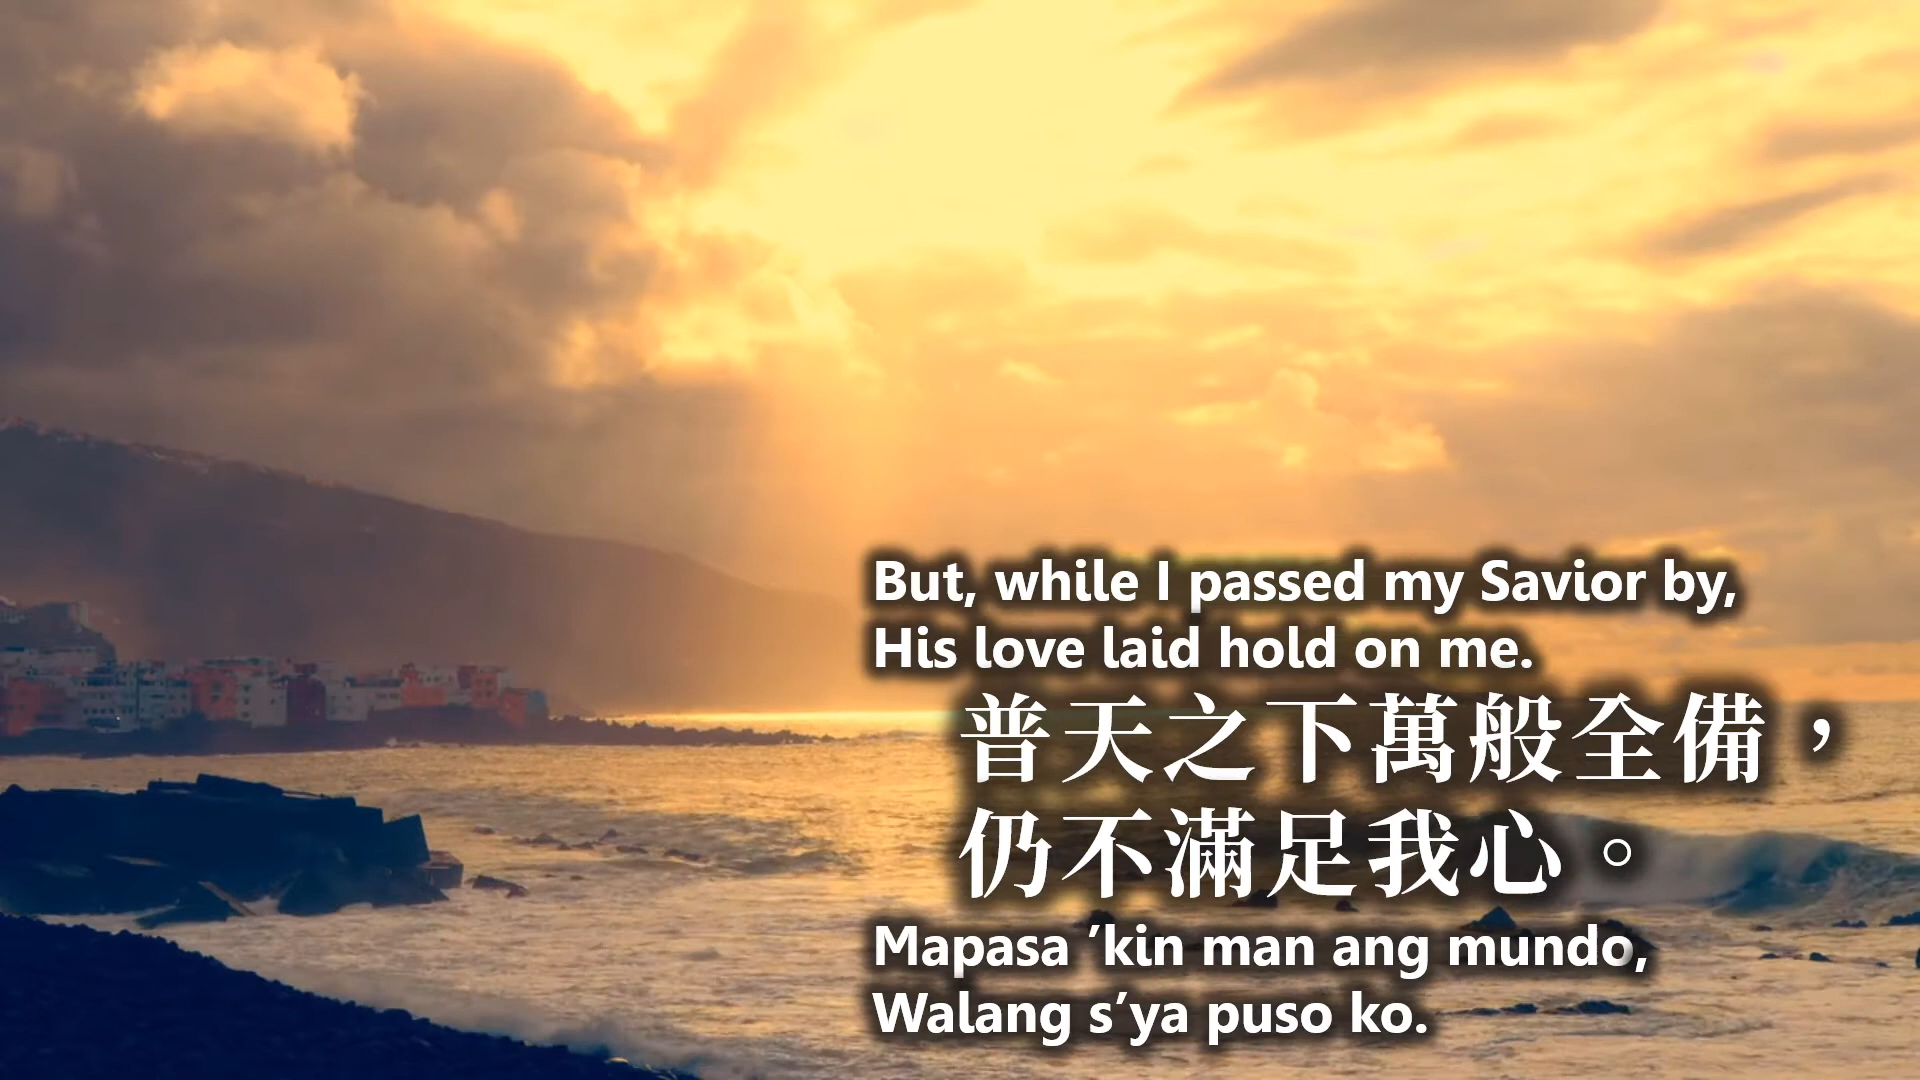 But, while I passed my Savior by,
His love laid hold on me.
普天之下萬般全備，
仍不滿足我心。
Mapasa ’kin man ang mundo,
Walang s’ya puso ko.